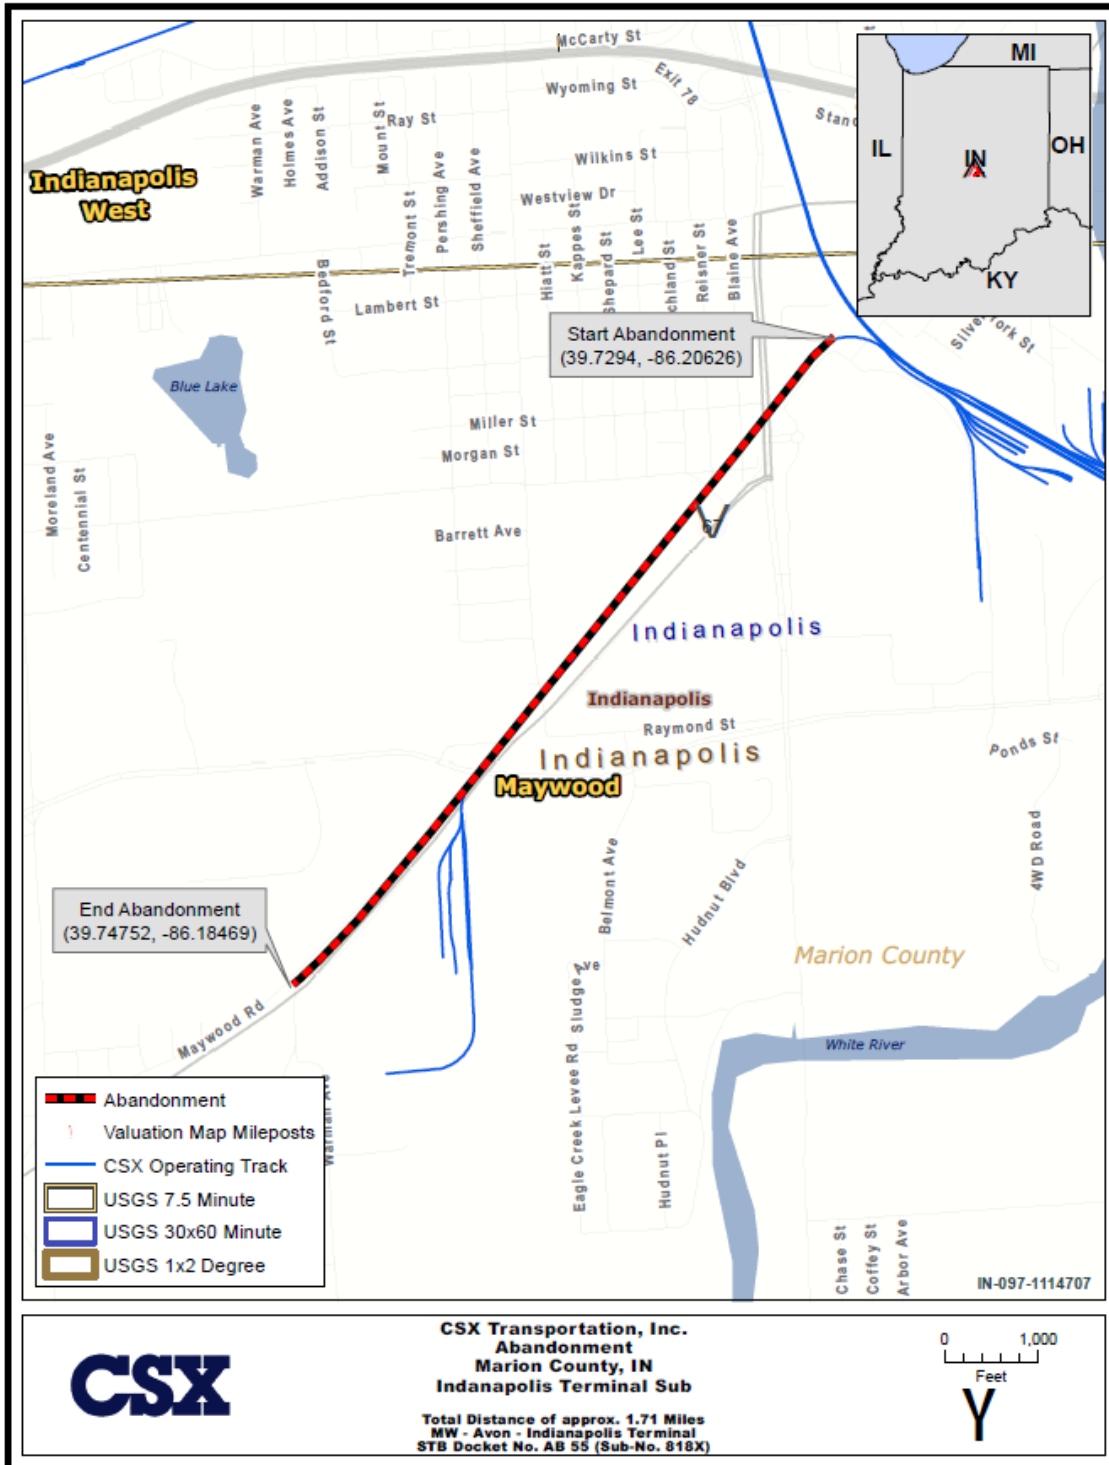 McCarty St
Exit 78
Wyoming St
Warman Ave
Holmes Ave
Addison St
Mount St
Ray St
Stand
MI
IL
IN
OH
KY
Indianapolis
West
Pershing Ave
Sheffield Ave
Wilkins St
Westview Dr
Tremont St
Hiatt St
Kappes St
Shepard St
Lee St
chland St
Reisner St
Blaine Ave
Bedford St
Lambert St
Silver
York St
Start Abandonment
(39.7294, -86.20626)
Blue Lake
Miller St
Morgan St
Moreland Ave
Centennial St
Barrett Ave
67
Indianapolis
Indianapolis
Raymond St
Indianapolis
Ponds St
Maywood
4WD Road
Belmont Ave
Hudnut Blvd
End Abandonment
(39.74752, -86.18469)
Marion County
Ave
Sludge
Maywood Rd
White River
Eagle Creek Levee Rd
Warman Ave
Hudnut Pl
Chase St
Coffey St
Arbor Ave
Abandonment
Valuation Map Mileposts
CSX Operating Track
USGS 7.5 Minute
USGS 30x60 Minute
USGS 1x2 Degree
IN-097-1114707
CSX
CSX Transportation, Inc.
Abandonment
Marion County, IN
Indanapolis Terminal Sub
Total Distance of approx. 1.71 Miles
MW - Avon - Indianapolis Terminal
STB Docket No. AB 55 (Sub-No. 818X)
0 1,000
Feet